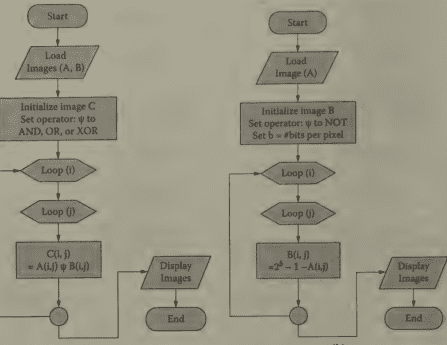 Start
Load
Images (A, B)
Initialize image C
Set operator: ψ to
AND, OR, or XOR
Loop (i)
Loop (j)
C(i, j)
= A(i,j) ψ B(i,j)
Display
Images
End
Start
Load
Image (A)
Initialize image B
Set operator: ψ to NOT
Set b = #bits per pixel
Loop (i)
Loop (j)
B(i, j)
=2ᵇ − 1 −A(i,j)
Display
Images
End